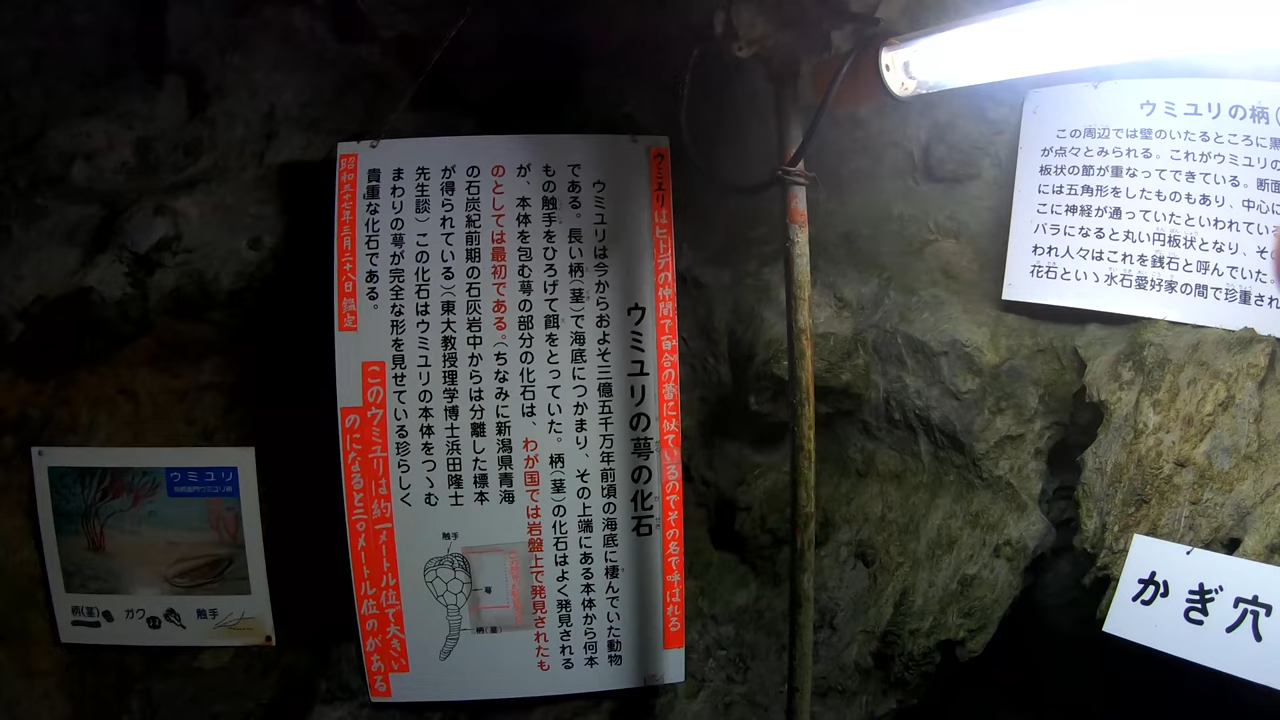 ウミユリはヒトデの仲間で百合の蕾に似ているのでその名で呼ばれる
ウミユリの萼の化石
ウミユリは今からおよそ三億五千万年前頃の海底に棲んでいた動物
である。長い柄(茎)で海底につかまり、その上端にある本体から何本
もの触手をひろげて餌をとっていた。柄(茎)の化石はよく発見される
が、本体を包む萼の部分の化石は、わが国では岩盤上で発見されたも
のとしては最初である。(ちなみに新潟県青海
の石炭紀前期の石灰岩中からは分離した標本
が得られている)(東大教授理学博士浜田隆士
先生談)この化石はウミユリの本体をつゝむ
まわりの萼が完全な形を見せている珍らしく
貴重な化石である。
昭和三十七年三月二十八日 鑑定
このウミユリは約一メートル位で大きい
のになると二〇メートル位のがある
触手
萼
柄(茎)
ウミユリ
柄(茎)
ガク
触手
ウミユリの柄(
この周辺では壁のいたるところに黒
が点々とみられる。これがウミユリの
板状の節が重なってできている。断面
には五角形をしたものもあり、中心に
こに神経が通っていたといわれてい
バラになると丸い円板状となり、その
われ人々はこれを銭石と呼んでいた。
花石といゝ水石愛好家の間で珍重され
かぎ穴